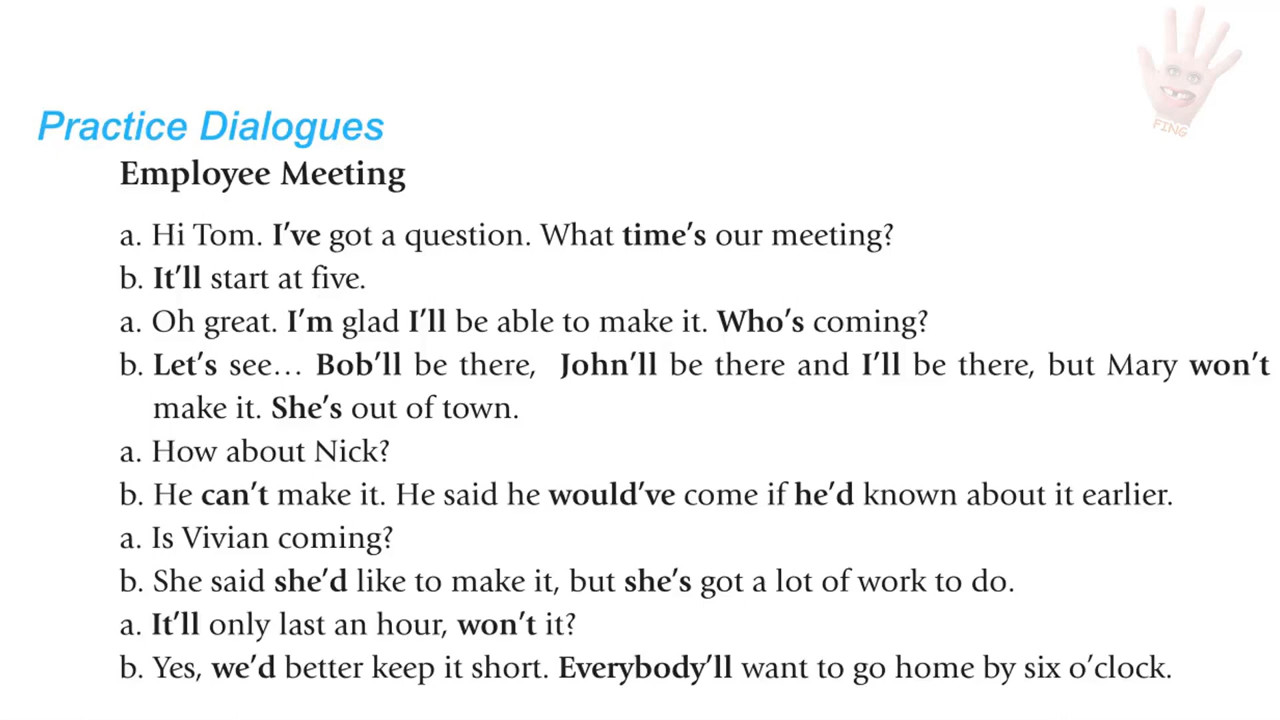 FING
Practice Dialogues
Employee Meeting
a. Hi Tom. I've got a question. What time's our meeting?
b. It'll start at five.
a. Oh great. I'm glad I'll be able to make it. Who's coming?
b. Let's see... Bob'll be there, John'll be there and I'll be there, but Mary won't
make it. She's out of town.
a. How about Nick?
b. He can't make it. He said he would've come if he'd known about it earlier.
a. Is Vivian coming?
b. She said she'd like to make it, but she's got a lot of work to do.
a. It'll only last an hour, won't it?
b. Yes, we'd better keep it short. Everybody'll want to go home by six o'clock.